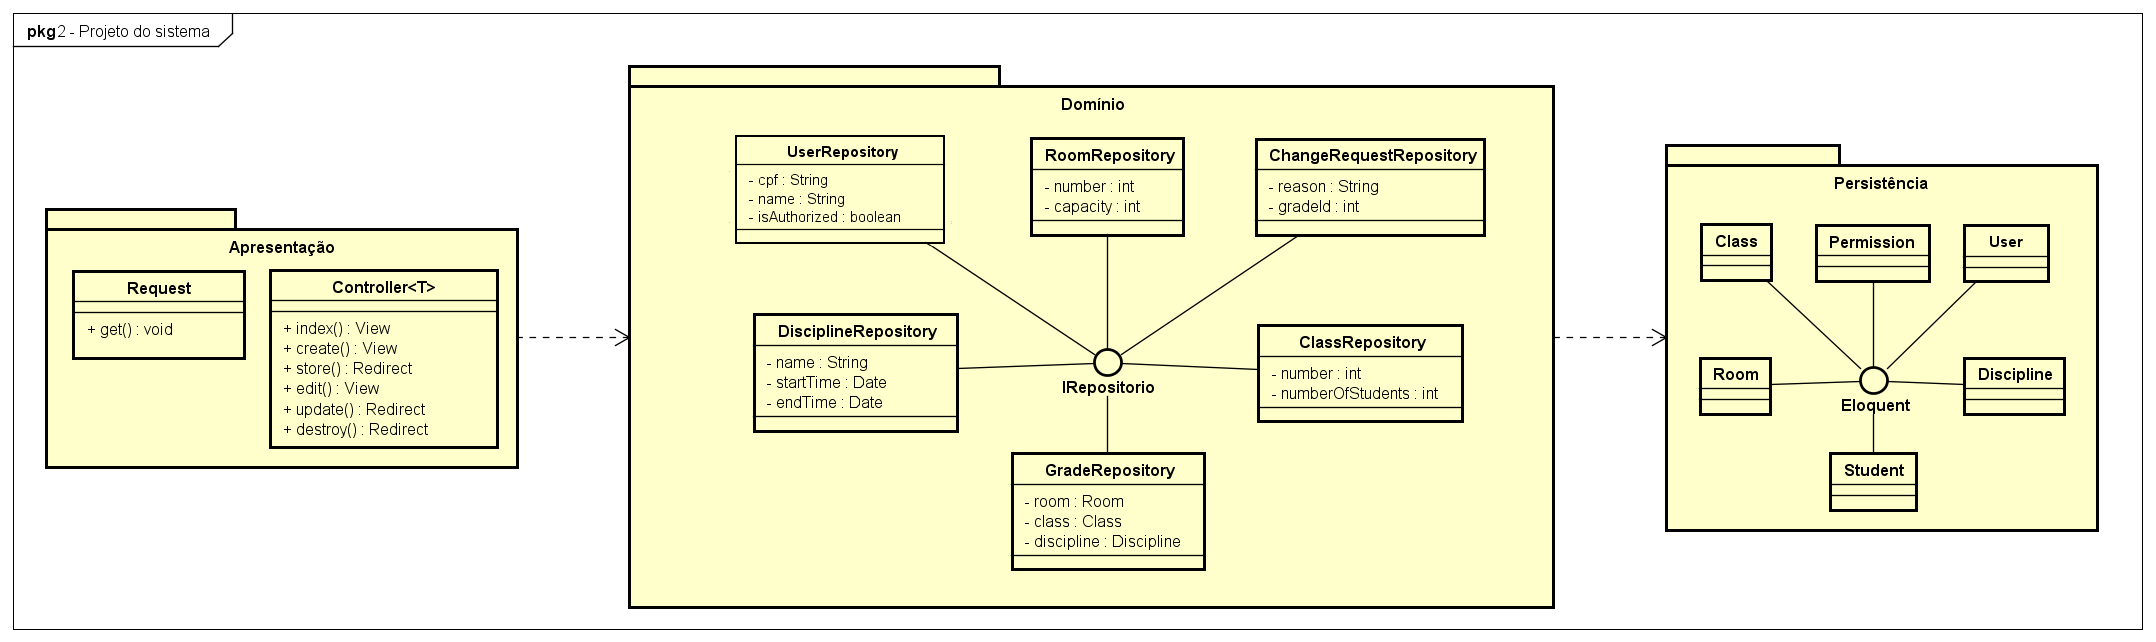 pkg 2 - Projeto do sistema
Apresentação
Request
+ get() : void
Controller<T>
+ index() : View
+ create() : View
+ store() : Redirect
+ edit() : View
+ update() : Redirect
+ destroy() : Redirect
Domínio
UserRepository
- cpf : String
- name : String
- isAuthorized : boolean
RoomRepository
- number : int
- capacity : int
ChangeRequestRepository
- reason : String
- gradeId : int
DisciplineRepository
- name : String
- startTime : Date
- endTime : Date
IRepositorio
ClassRepository
- number : int
- numberOfStudents : int
GradeRepository
- room : Room
- class : Class
- discipline : Discipline
Persistência
Class
Permission
User
Room
Eloquent
Discipline
Student